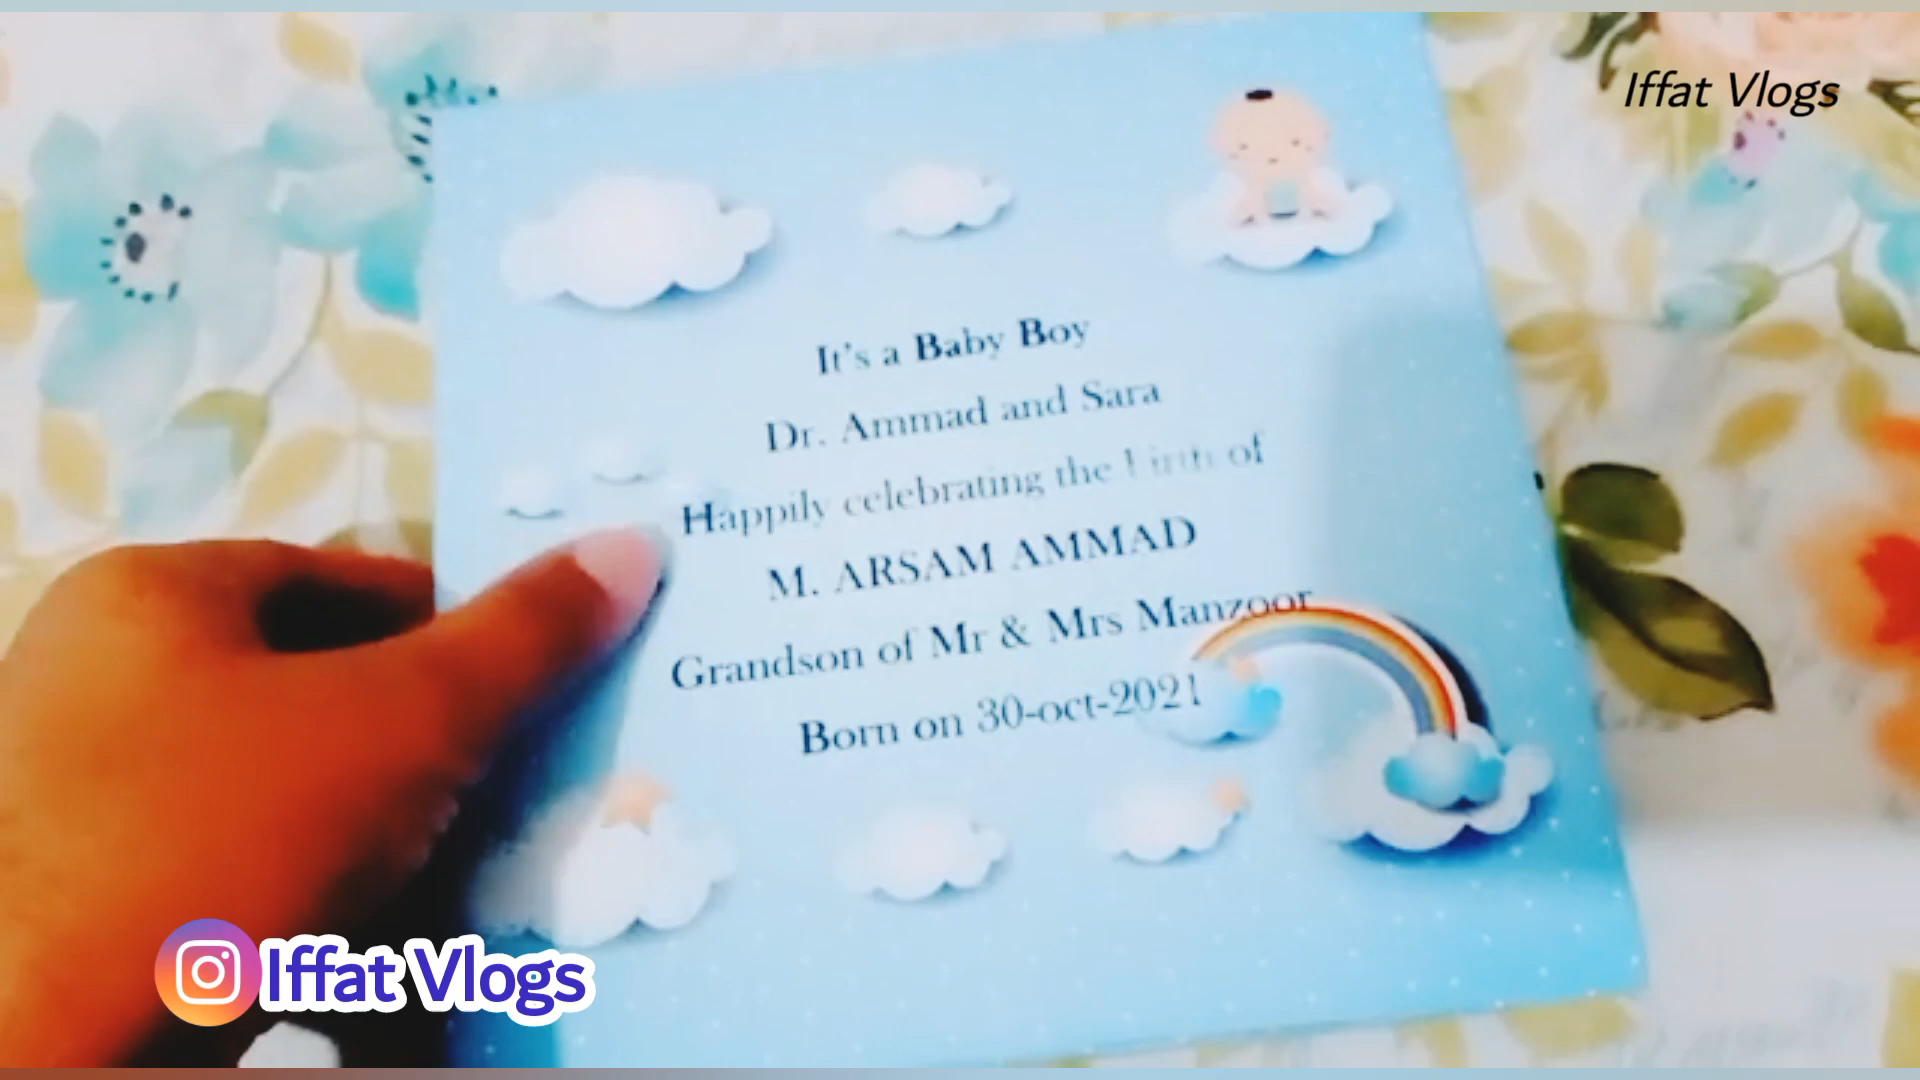 Iffat Vlogs
It's a Baby Boy
Dr. Ammad and Sara
Happily celebrating the birth of
M. ARSAM AMMAD
Grandson of Mr & Mrs Manzoor
Born on 30-oct-2021
Iffat Vlogs